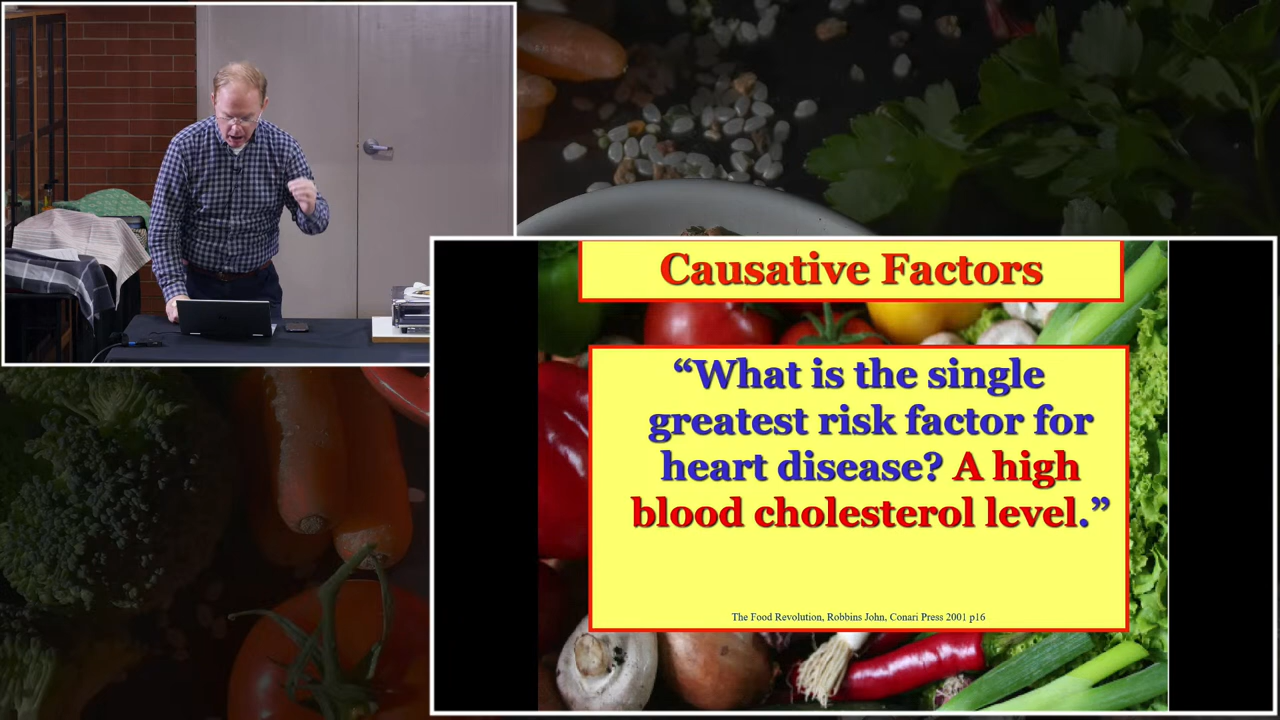 Causative Factors
“What is the single
greatest risk factor for
heart disease? A high
blood cholesterol level.”
The Food Revolution, Robbins John, Conari Press 2001 p16